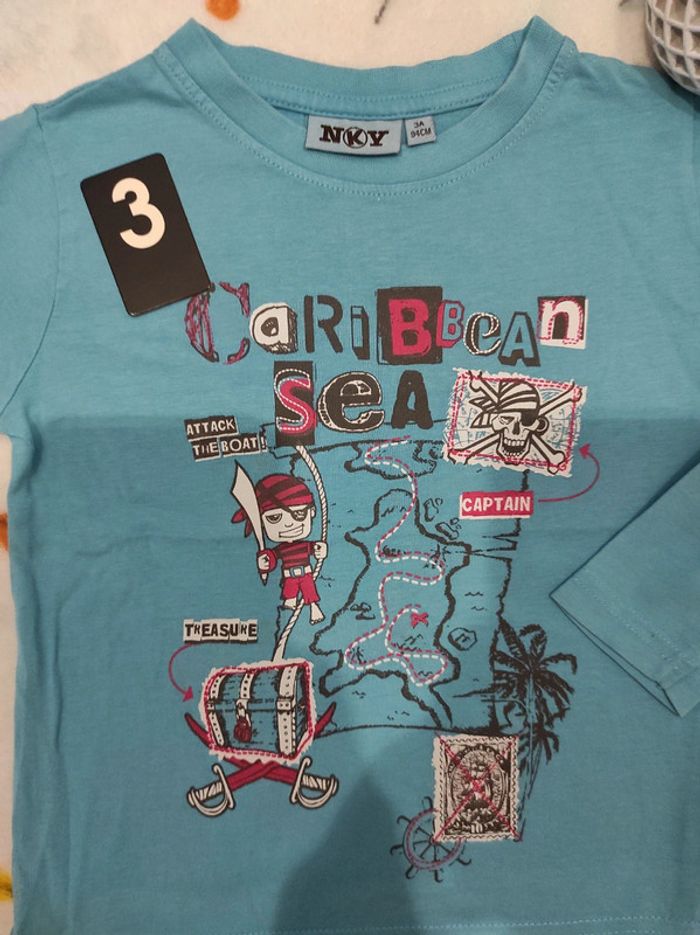 NKY
3A
94CM
3
CaRiBBeAn
SeA
ATTACK
THE BOAT!
CAPTAIN
TREASURE